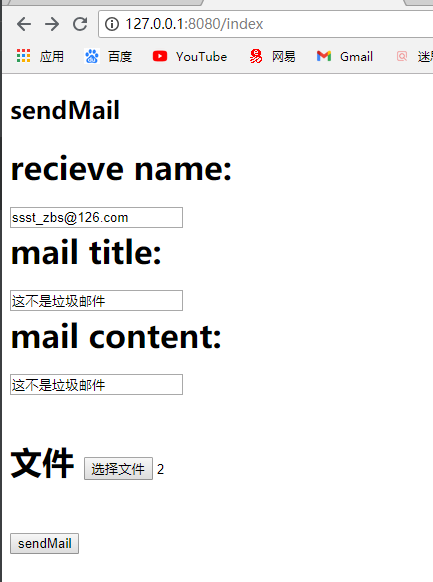 127.0.0.1:8080/index
应用 百度 YouTube 网易 Gmail
sendMail
recieve name:
ssst_zbs@126.com
mail title:
这不是垃圾邮件
mail content:
这不是垃圾邮件
文件 选择文件 2
sendMail